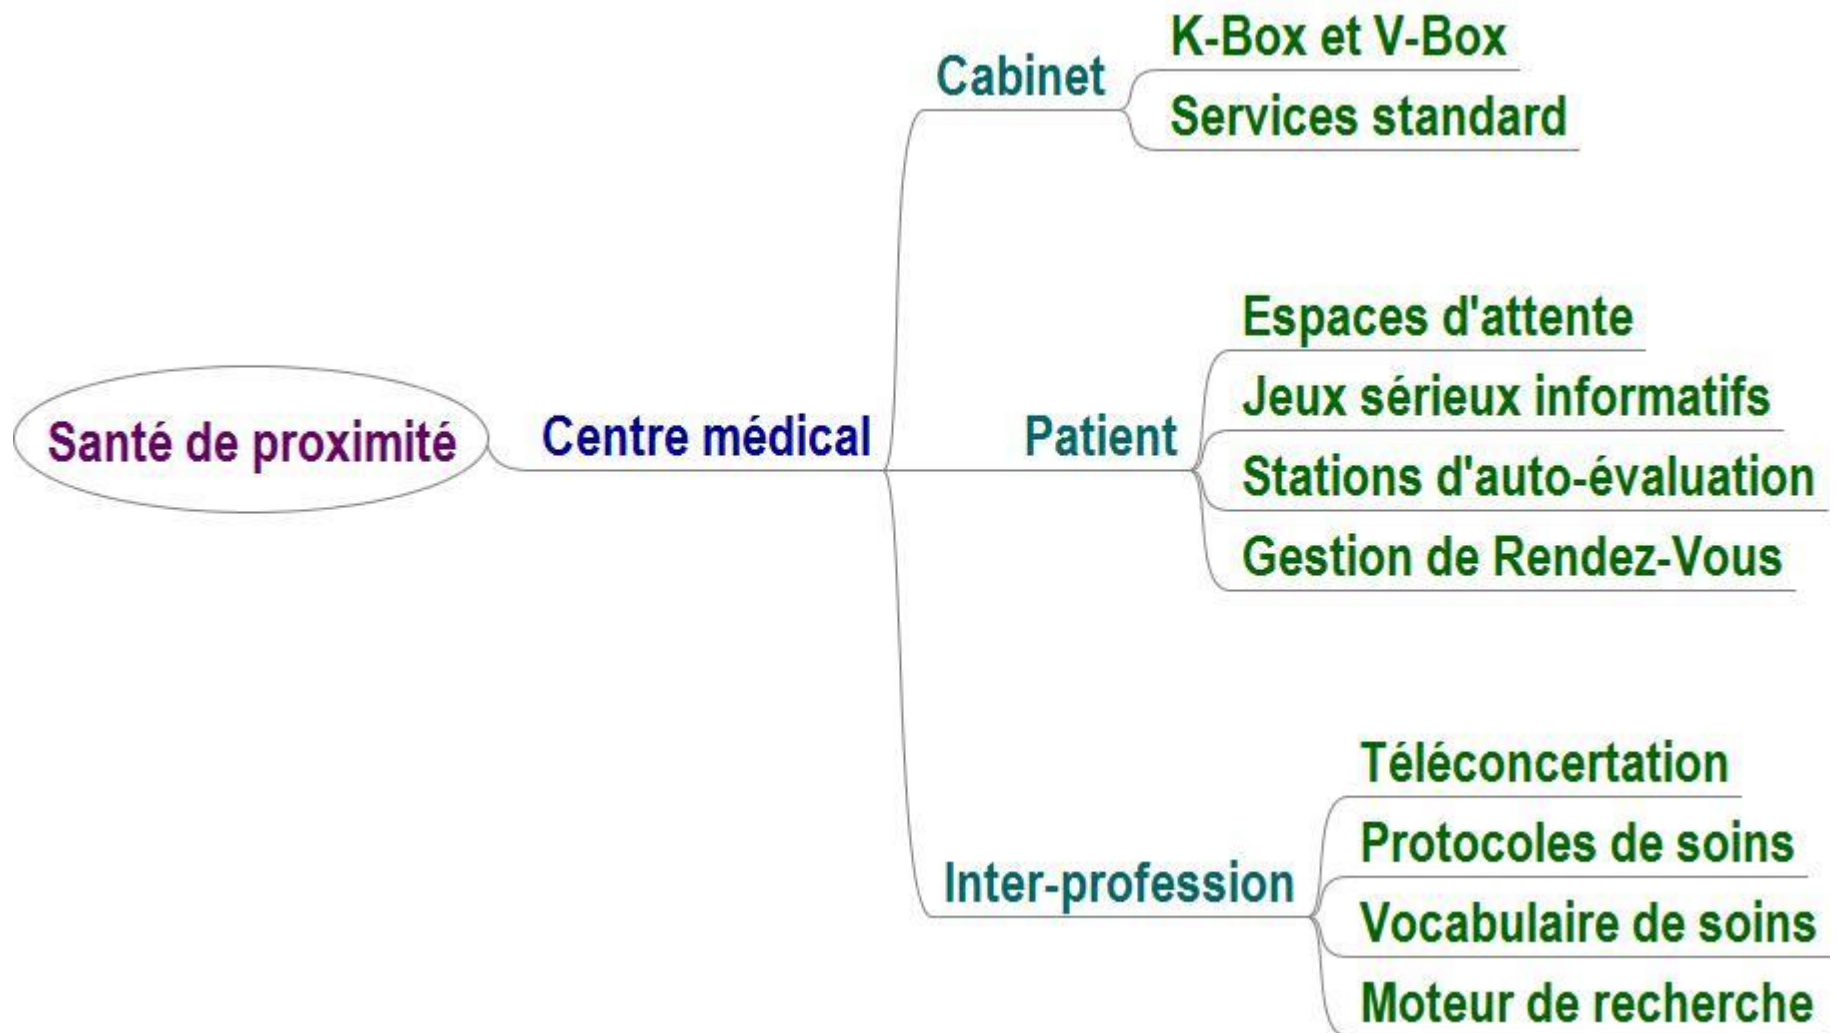 Santé de proximité
Centre médical
Cabinet
K-Box et V-Box
Services standard
Patient
Espaces d'attente
Jeux sérieux informatifs
Stations d'auto-évaluation
Gestion de Rendez-Vous
Inter-profession
Téléconcertation
Protocoles de soins
Vocabulaire de soins
Moteur de recherche